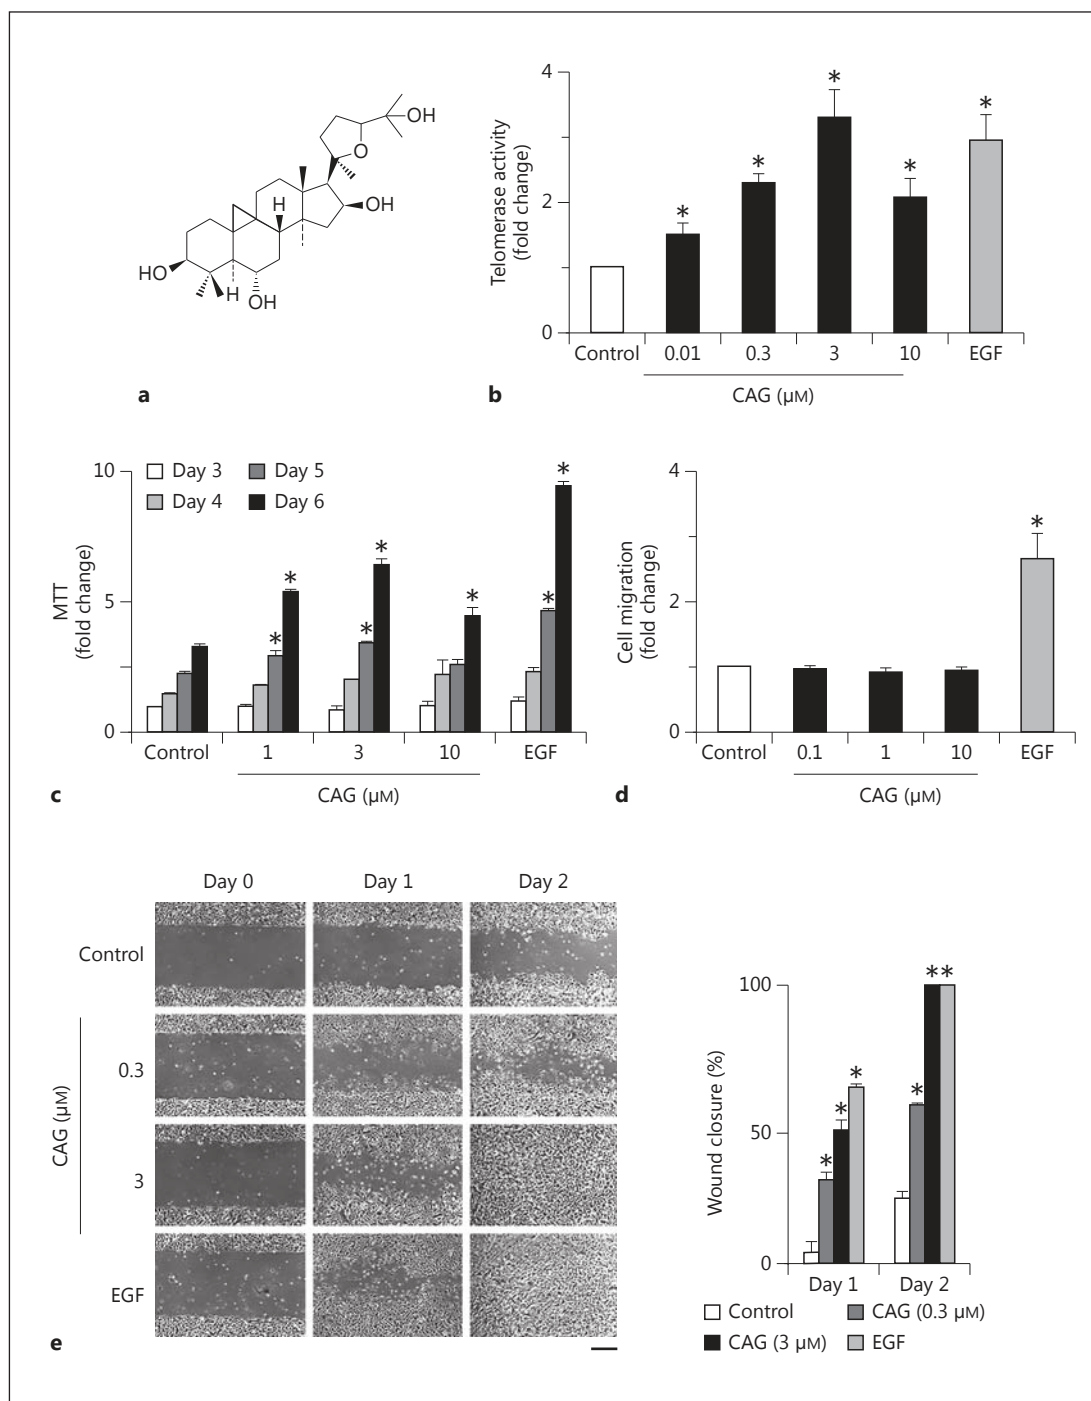 OH
O
H
OH
HO
H
OH
a
4
2
0
Telomerase activity
(fold change)
*
*
*
*
*
Control 0.01 0.3 3 10 EGF
CAG (µM)
b
10
5
0
MTT
(fold change)
Day 3 Day 5
Day 4 Day 6
*
*
*
*
*
*
*
Control 1 3 10 EGF
CAG (µM)
c
4
2
0
Cell migration
(fold change)
*
Control 0.1 1 10 EGF
CAG (µM)
d
Day 0 Day 1 Day 2
Control
CAG (µM)
0.3
3
EGF
e
100
50
0
Wound closure (%)
*
*
*
*
**
Day 1 Day 2
Control CAG (0.3 µM)
CAG (3 µM) EGF